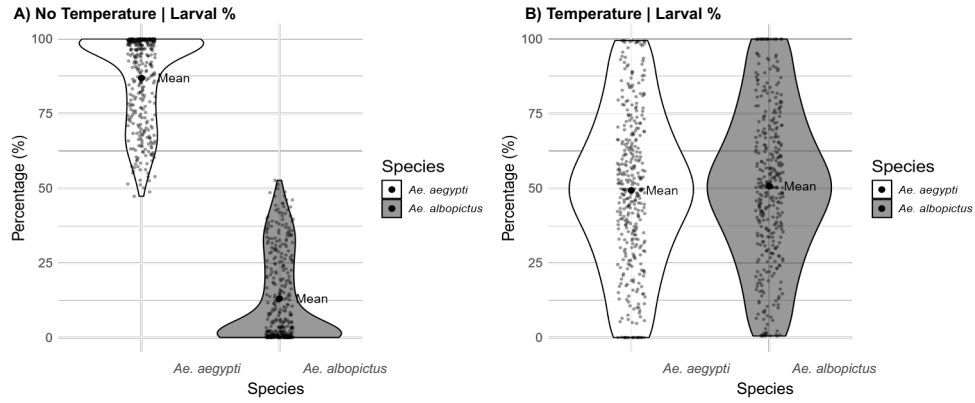 A) No Temperature | Larval %
Percentage (%)
100
75
50
25
0
Mean
Mean
Ae. aegypti
Ae. albopictus
Species
Species
Ae. aegypti
Ae. albopictus
B) Temperature | Larval %
Percentage (%)
100
75
50
25
0
Mean
Mean
Ae. aegypti
Ae. albopictus
Species
Species
Ae. aegypti
Ae. albopictus